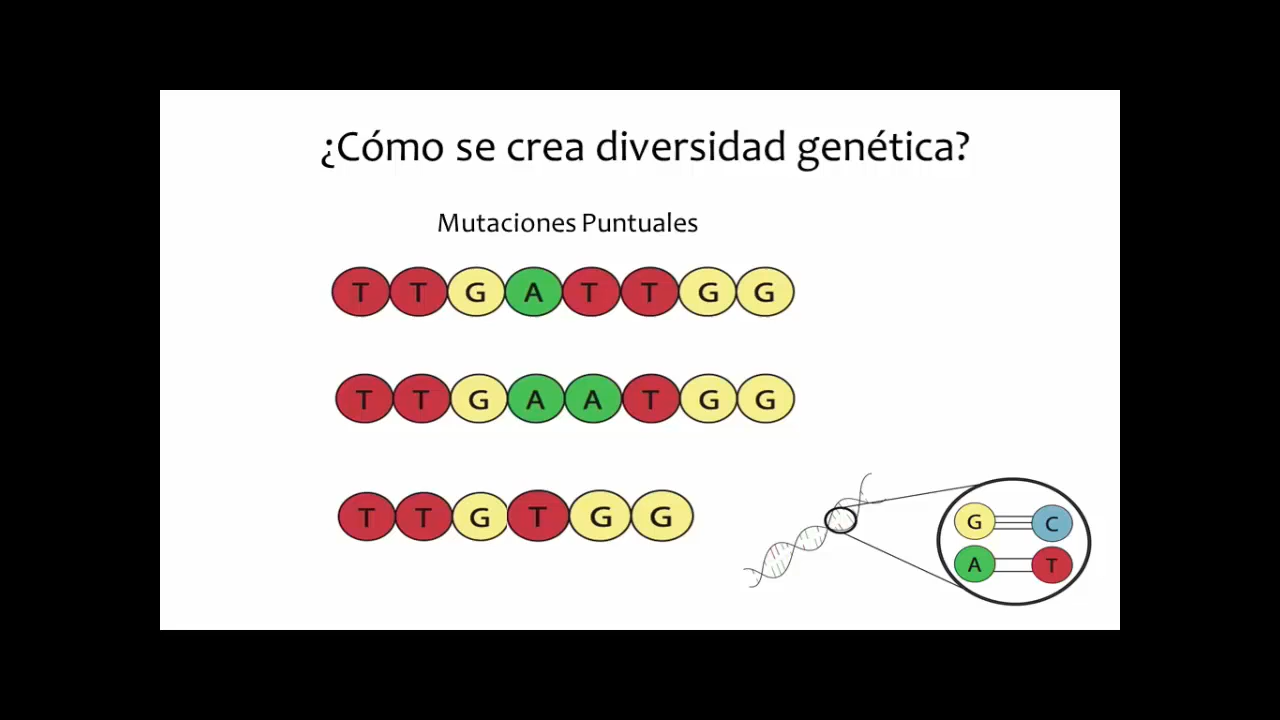 ¿Cómo se crea diversidad genética?
Mutaciones Puntuales
T T G A T T G G
T T G A A T G G
T T G T G G
G C
A T